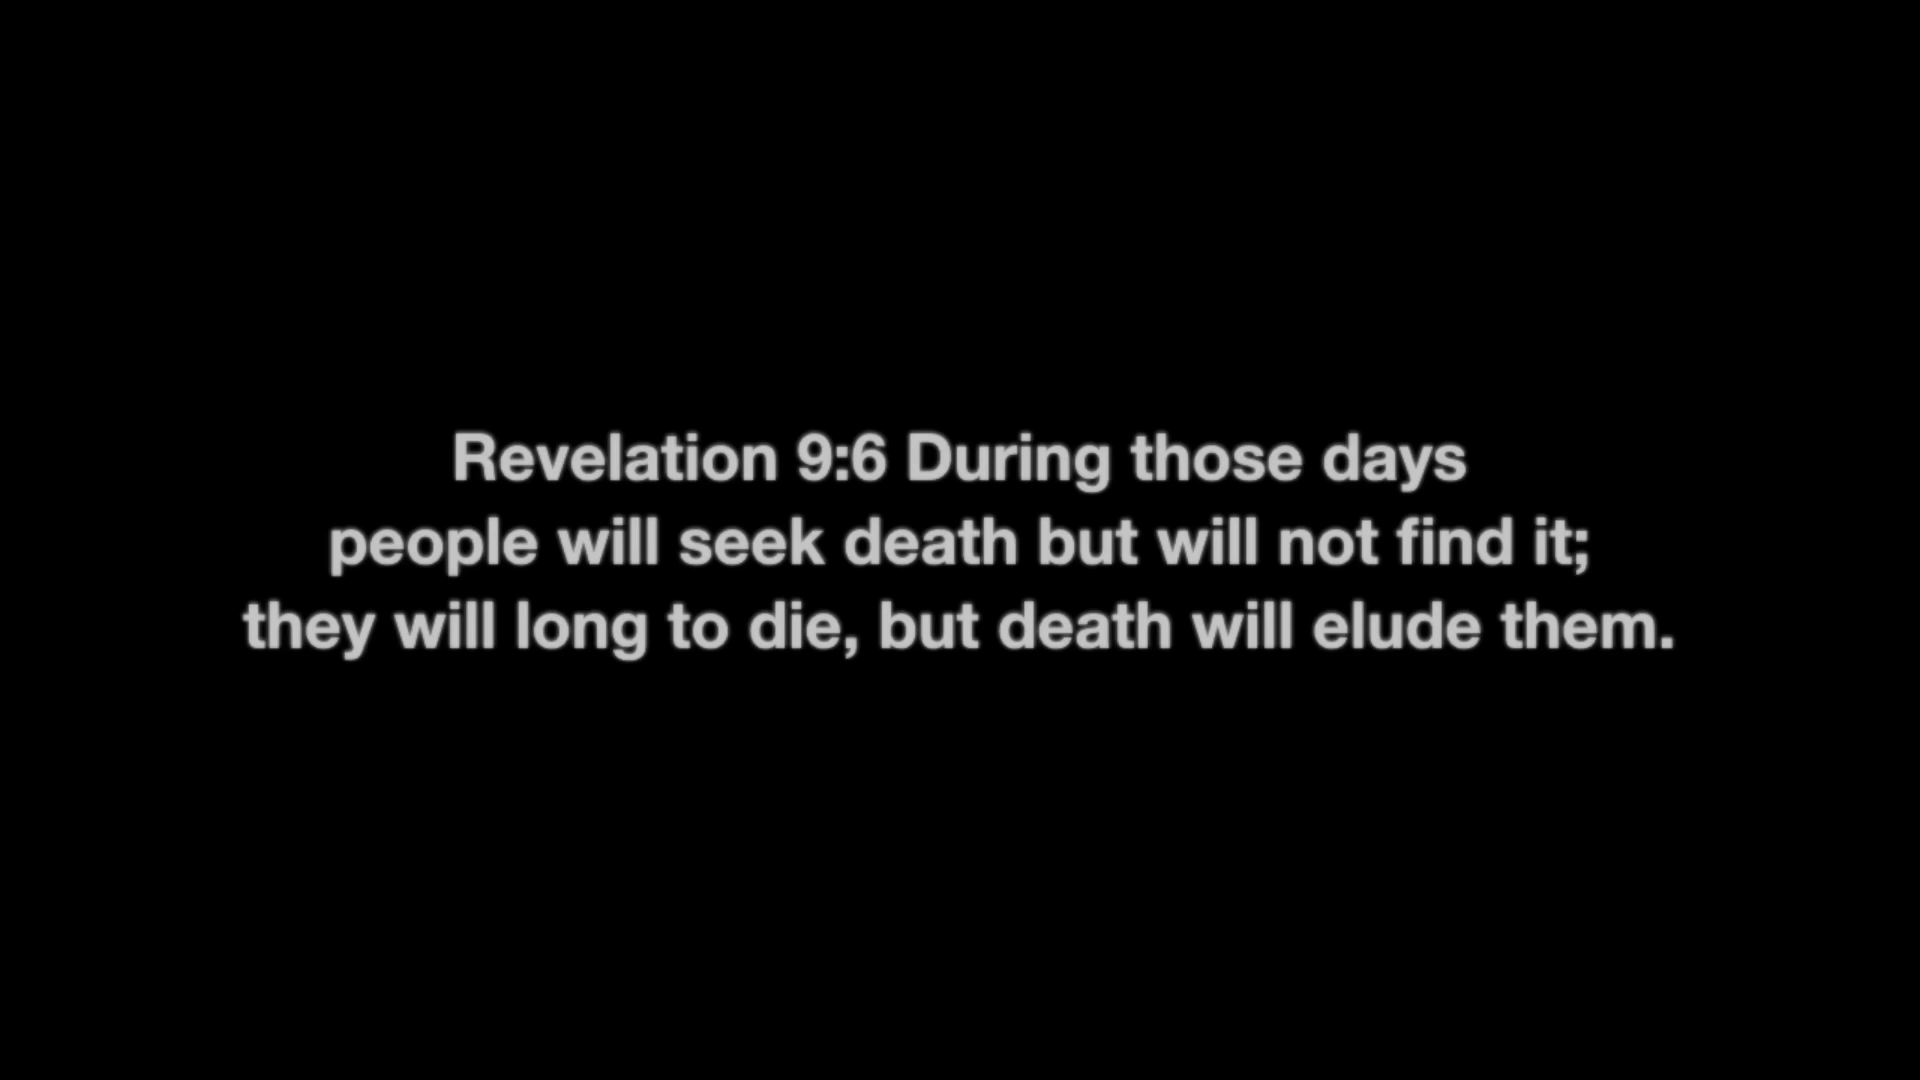 Revelation 9:6 During those days
people will seek death but will not find it;
they will long to die, but death will elude them.